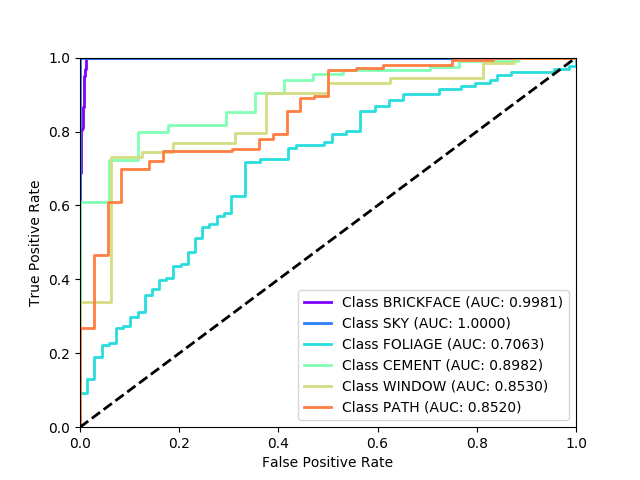 1.0
0.8
0.6
0.4
0.2
0.0
True Positive Rate
Class BRICKFACE (AUC: 0.9981)
Class SKY (AUC: 1.0000)
Class FOLIAGE (AUC: 0.7063)
Class CEMENT (AUC: 0.8982)
Class WINDOW (AUC: 0.8530)
Class PATH (AUC: 0.8520)
0.0 0.2 0.4 0.6 0.8 1.0
False Positive Rate